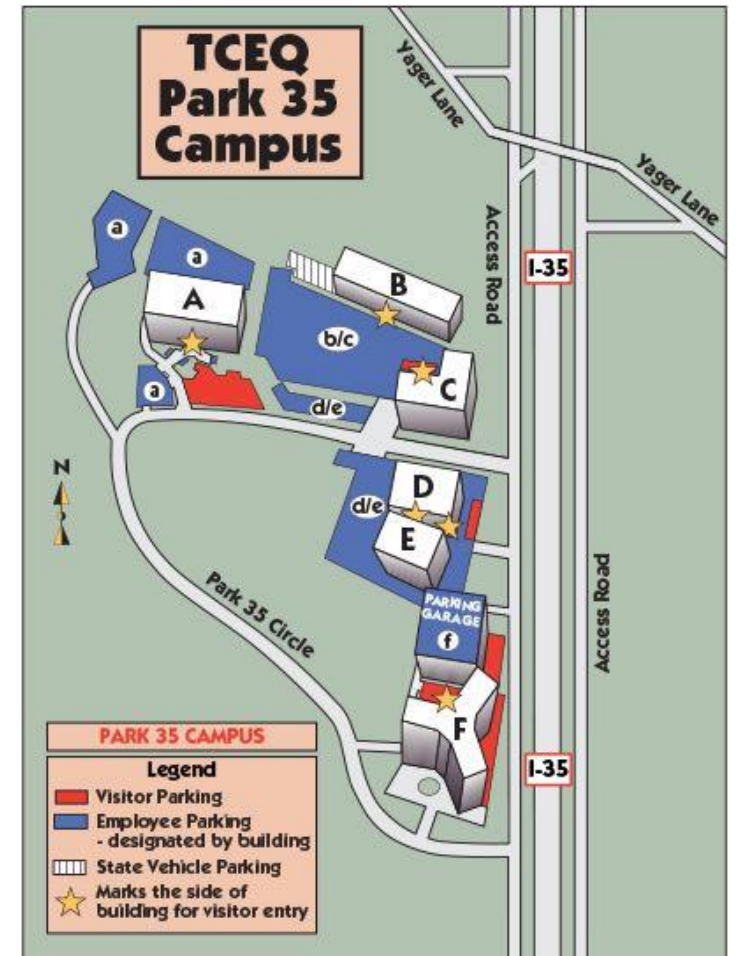 TCEQ
Park 35
Campus
Yager Lane
Yager Lane
Access Road
I-35
a
a
A
B
b/c
C
a
d/e
D
d/e
E
N
Park 35 Circle
Access Road
PARKING
GARAGE
f
F
I-35
PARK 35 CAMPUS
Legend
Visitor Parking
Employee Parking
- designated by building
State Vehicle Parking
Marks the side of
building for visitor entry